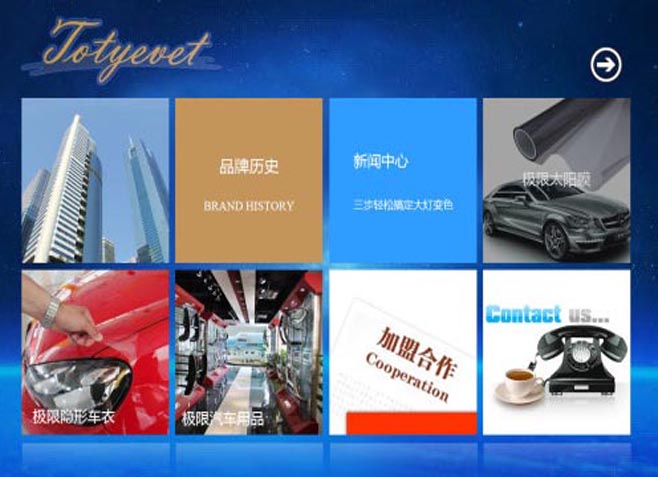 Totyevet
品牌历史
BRAND HISTORY
新闻中心
三步轻松搞定大灯变色
极限太阳膜
极限隐形车衣
极限汽车用品
加盟合作
Cooperation
Contact us...